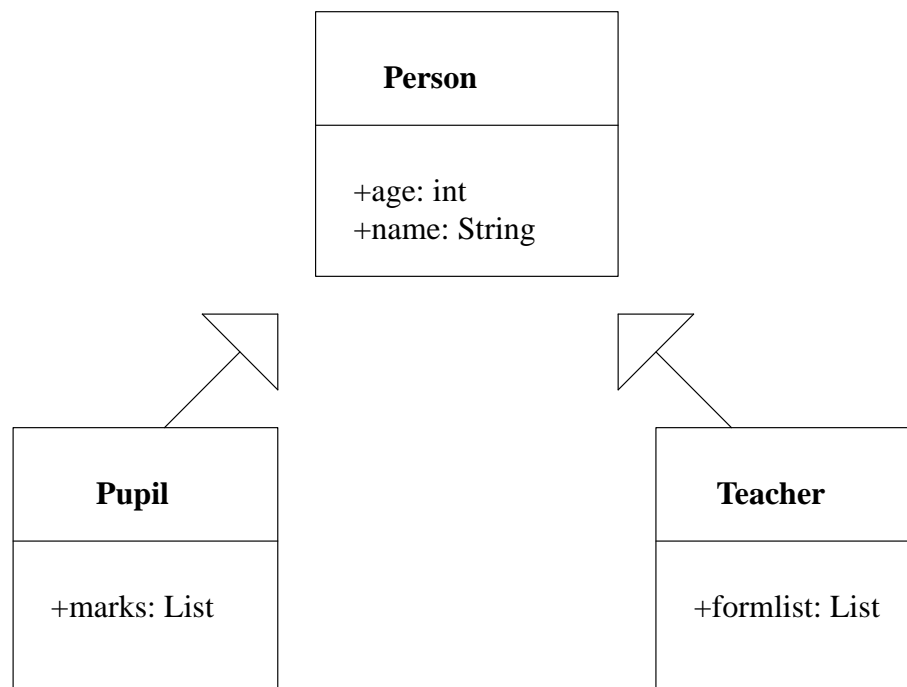 Person
+age: int
+name: String
Pupil
Teacher
+marks: List
+formlist: List